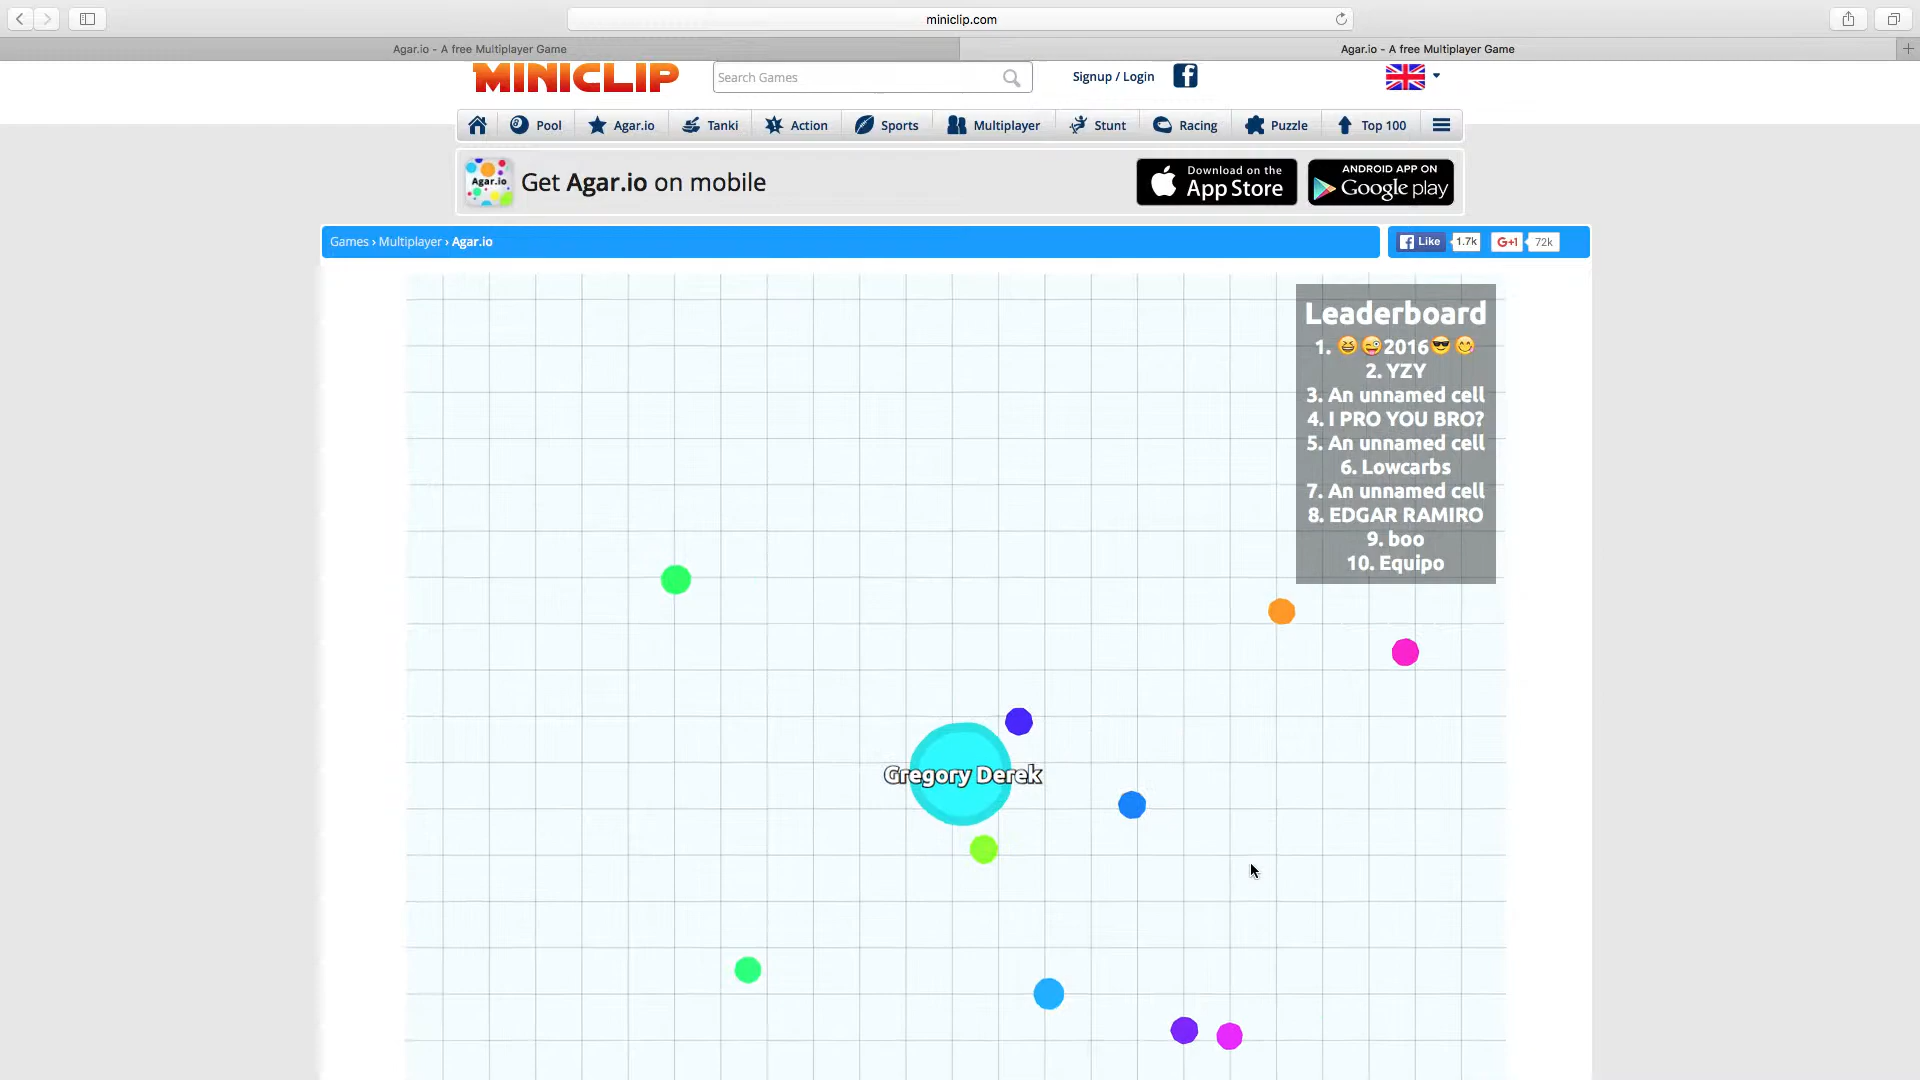 miniclip.com
Agar.io - A free Multiplayer Game
Agar.io - A free Multiplayer Game
MINICLIP
Search Games
Signup / Login
Pool
Agar.io
Tanki
Action
Sports
Multiplayer
Stunt
Racing
Puzzle
Top 100
Agar.io
Get Agar.io on mobile
Download on the
App Store
ANDROID APP ON
Google play
Games › Multiplayer › Agar.io
Like
1.7k
G+1
72k
Leaderboard
1. 😆😜2016😎😋
2. YZY
3. An unnamed cell
4. I PRO YOU BRO?
5. An unnamed cell
6. Lowcarbs
7. An unnamed cell
8. EDGAR RAMIRO
9. boo
10. Equipo
Gregory Derek